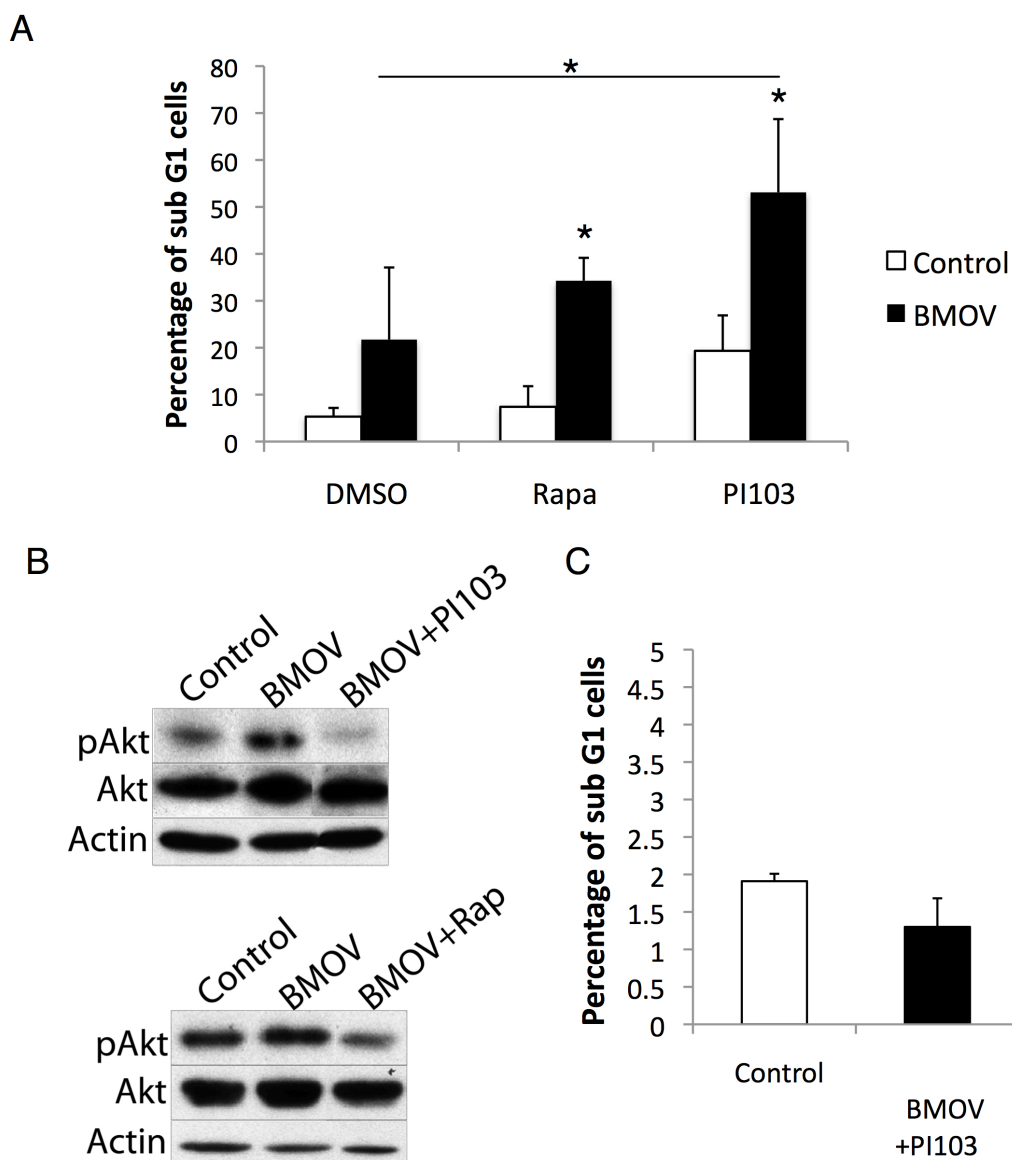 A
*
*
*
80
70
60
50
40
30
20
10
0
Percentage of sub G1 cells
DMSO
Rapa
PI103
Control
BMOV
B
Control
BMOV
BMOV+PI103
pAkt
Akt
Actin
Control
BMOV
BMOV+Rap
pAkt
Akt
Actin
C
5
4.5
4
3.5
3
2.5
2
1.5
1
0.5
0
Percentage of sub G1 cells
Control
BMOV
+PI103